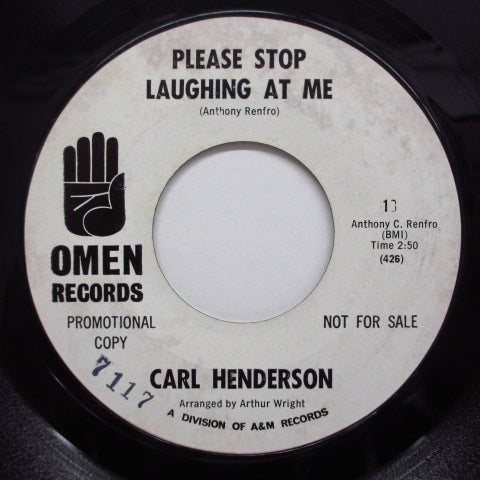 PLEASE STOP
LAUGHING AT ME
(Anthony Renfro)
OMEN
RECORDS
Anthony C. Renfro
(BMI)
Time 2:50
(426)
PROMOTIONAL
COPY
NOT FOR SALE
7117
CARL HENDERSON
Arranged by Arthur Wright
A DIVISION OF A&M RECORDS